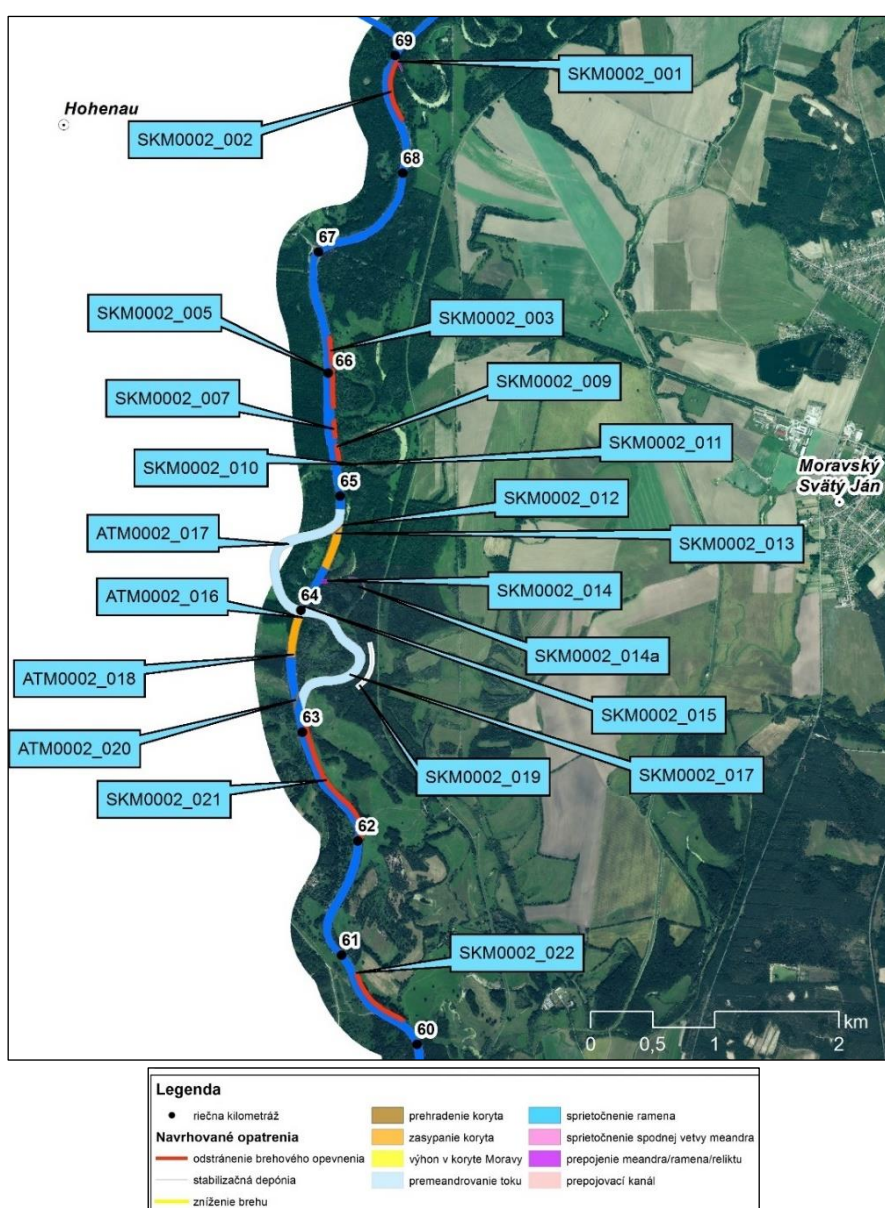 69
SKM0002_001
Hohenau
SKM0002_002
68
67
SKM0002_005
SKM0002_003
66
SKM0002_007
SKM0002_009
SKM0002_010
SKM0002_011
65
Moravský
Svätý Ján
SKM0002_012
ATM0002_017
SKM0002_013
ATM0002_016
64
SKM0002_014
SKM0002_014a
ATM0002_018
SKM0002_015
63
ATM0002_020
SKM0002_019
SKM0002_017
SKM0002_021
62
61
SKM0002_022
60
km
0 0,5 1 2
Legenda
riečna kilometráž
Navrhované opatrenia
odstránenie brehového opevnenia
stabilizačná depónia
zníženie brehu
prehradenie koryta
zasypanie koryta
výhon v koryte Moravy
premeandrovanie toku
sprietočnenie ramena
sprietočnenie spodnej vetvy meandra
prepojenie meandra/ramena/reliktu
prepojovací kanál